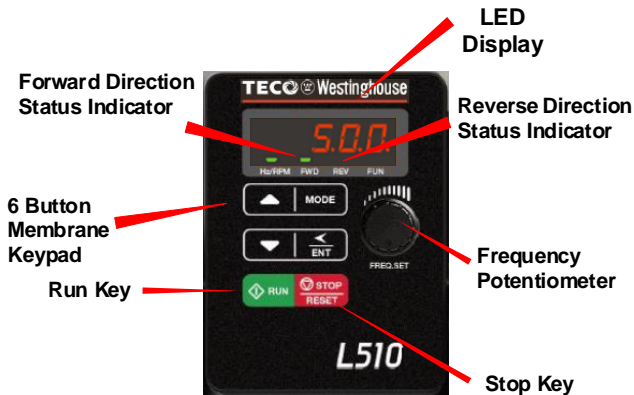 LED
Display
Forward Direction
Status Indicator
TECO Westinghouse
Reverse Direction
Status Indicator
5.0.0.
Hz/RPM FWD REV FUN
6 Button
Membrane
Keypad
MODE
<
ENT
FREQ.SET
Frequency
Potentiometer
Run Key
RUN
STOP
RESET
L510
Stop Key